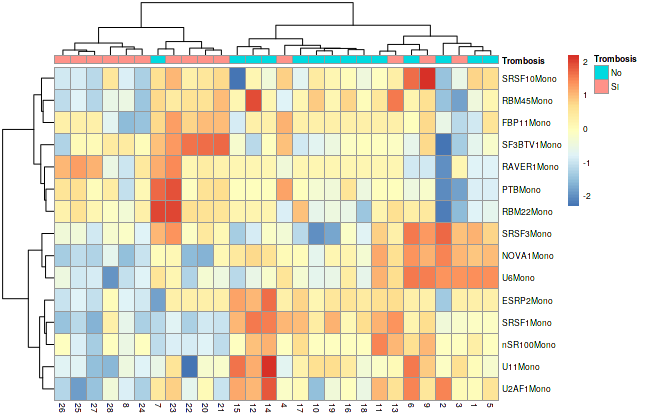 Trombosis
SRSF10Mono
RBM45Mono
FBP11Mono
SF3BTV1Mono
RAVER1Mono
PTBMono
RBM22Mono
SRSF3Mono
NOVA1Mono
U6Mono
ESRP2Mono
SRSF1Mono
nSR100Mono
U11Mono
U2AF1Mono
26 25 27 28 8 24 7 23 22 20 21 15 12 14 4 17 10 19 16 18 11 13 6 9 2 3 1 5
2
1
0
-1
-2
Trombosis
No
SI